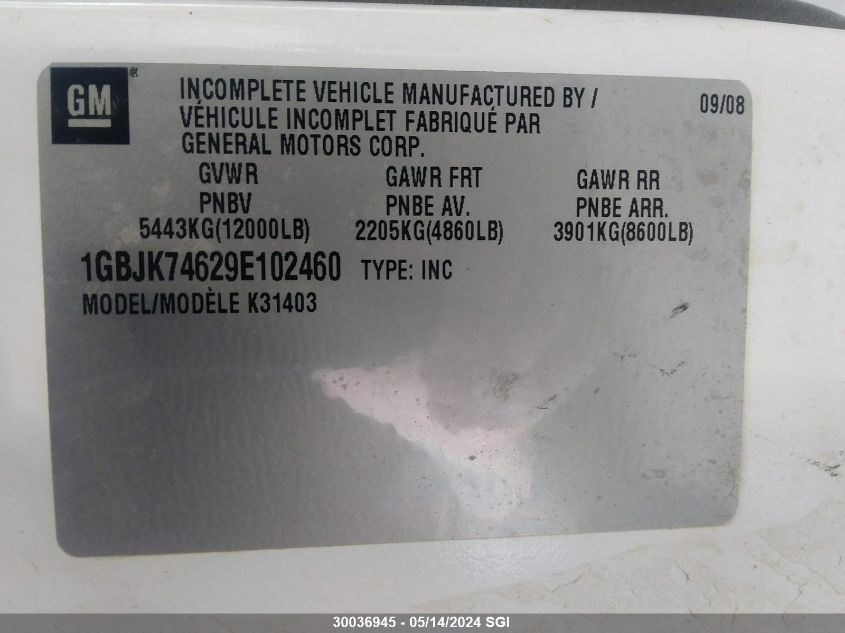 GM®
INCOMPLETE VEHICLE MANUFACTURED BY / 09/08
VÉHICULE INCOMPLET FABRIQUÉ PAR
GENERAL MOTORS CORP.
GVWR GAWR FRT GAWR RR
PNBV PNBE AV. PNBE ARR.
5443KG(12000LB) 2205KG(4860LB) 3901KG(8600LB)
1GBJK74629E102460 TYPE: INC
MODEL/MODÈLE K31403
30036945 - 05/14/2024 SGI